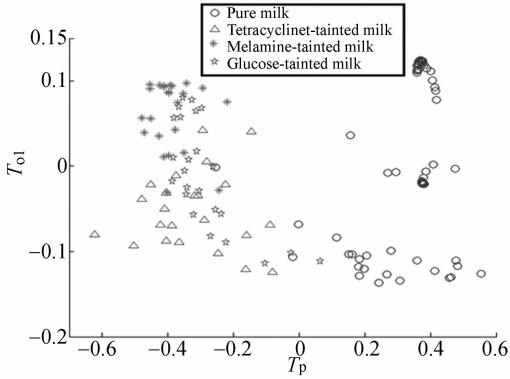 Pure milk
Tetracyclinet-tainted milk
Melamine-tainted milk
Glucose-tainted milk
0.15
0.1
0
−0.1
−0.2
To1
−0.6 −0.4 −0.2 0 0.2 0.4 0.6
Tp